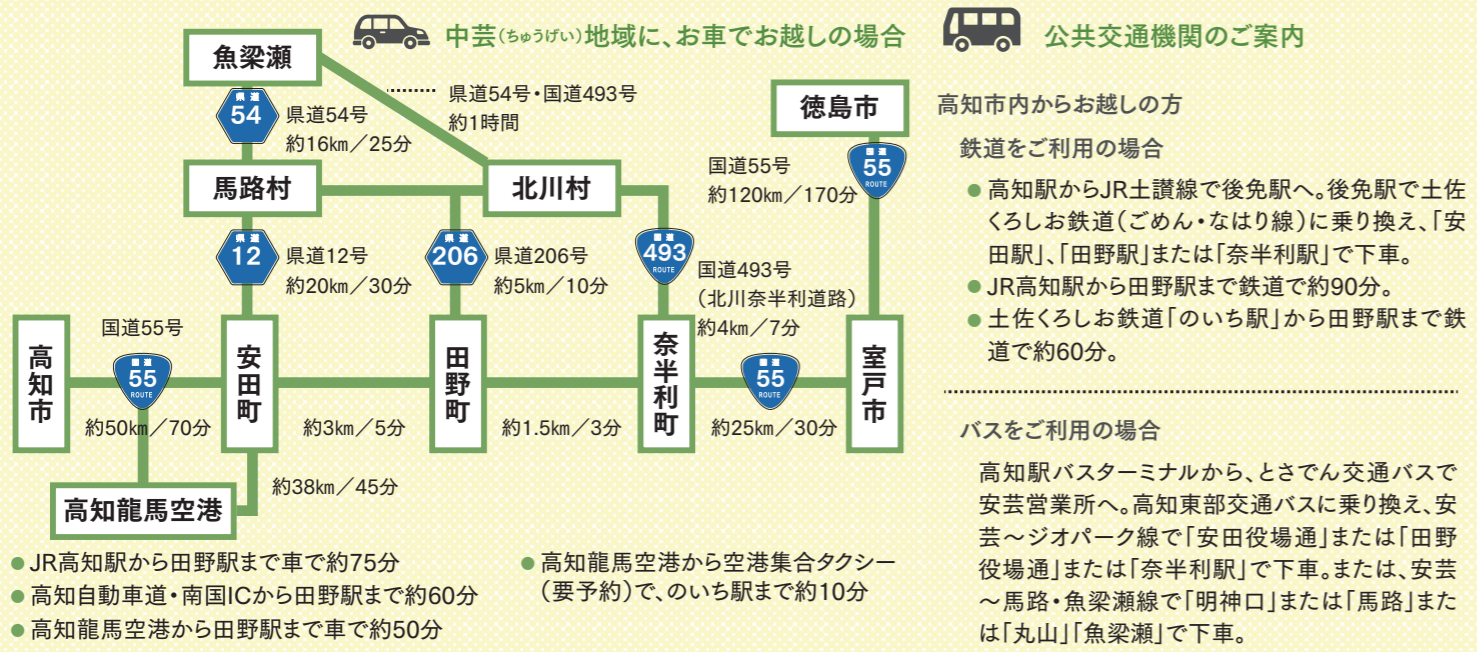 中芸(ちゅうげい)地域に、お車でお越しの場合
魚梁瀬
県道
54
県道54号
約16㎞／25分
県道54号・国道493号
約1時間
徳島市
国道55号
約120㎞／170分
国道
55
ROUTE
馬路村
北川村
県道
12
県道12号
約20㎞／30分
県道
206
県道206号
約5㎞／10分
国道
493
ROUTE
国道493号
（北川奈半利道路）
約4㎞／7分
高知市
国道55号
国道
55
ROUTE
約50㎞／70分
安田町
約3㎞／5分
田野町
約1.5㎞／3分
奈半利町
国道
55
ROUTE
約25㎞／30分
室戸市
高知龍馬空港
約38㎞／45分
● JR高知駅から田野駅まで車で約75分
● 高知自動車道・南国ICから田野駅まで約60分
● 高知龍馬空港から田野駅まで車で約50分
● 高知龍馬空港から空港集合タクシー
（要予約）で、のいち駅まで約10分
公共交通機関のご案内
高知市内からお越しの方
鉄道をご利用の場合
● 高知駅からJR土讃線で後免駅へ。後免駅で土佐
くろしお鉄道（ごめん・なはり線）に乗り換え、「安
田駅」、「田野駅」または「奈半利駅」で下車。
● JR高知駅から田野駅まで鉄道で約90分。
● 土佐くろしお鉄道「のいち駅」から田野駅まで鉄
道で約60分。
バスをご利用の場合
高知駅バスターミナルから、とさでん交通バスで
安芸営業所へ。高知東部交通バスに乗り換え、安
芸～ジオパーク線で「安田役場通」または「田野
役場通」または「奈半利駅」で下車。または、安芸
～馬路・魚梁瀬線で「明神口」または「馬路」また
は「丸山」「魚梁瀬」で下車。